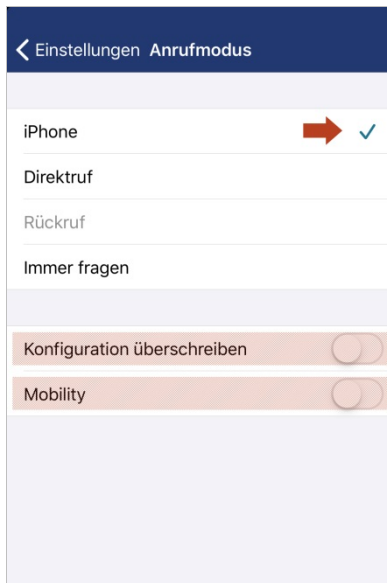 Einstellungen Anrufmodus
iPhone
Direktruf
Rückruf
Immer fragen
Konfiguration überschreiben
Mobility